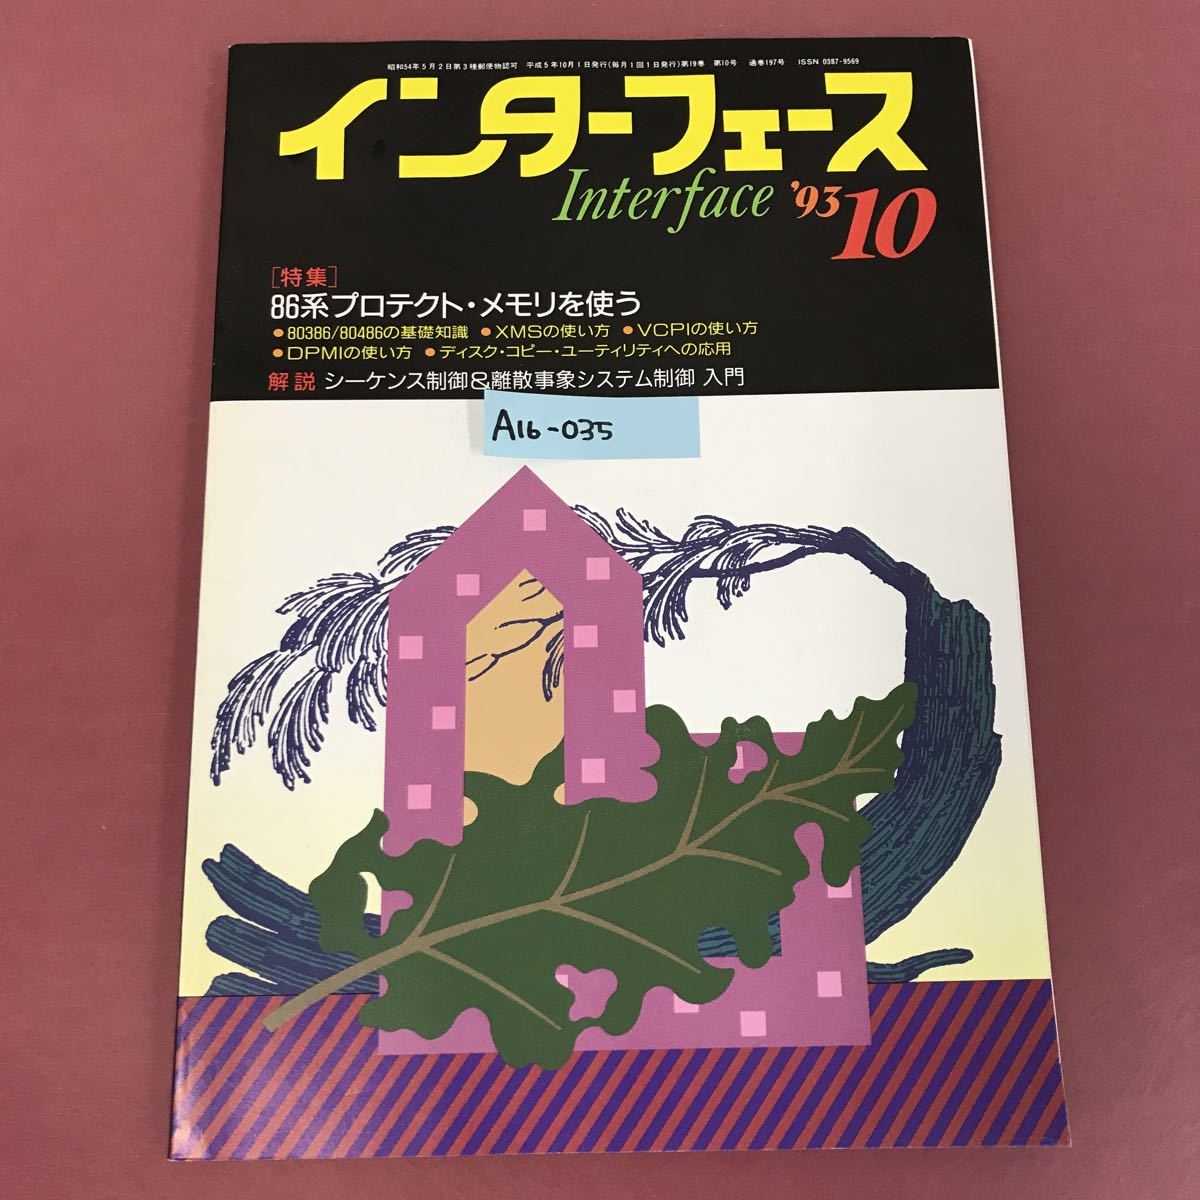 昭和54年5月2日第3種郵便物認可 平成5年10月1日発行(毎月1回1日発行)第19巻 第10号 通巻197号 ISSN 0387-9569
インターフェース
Interface '93 10
[特集]
86系プロテクト・メモリを使う
●80386/80486の基礎知識 ●XMSの使い方 ●VCPIの使い方
●DPMIの使い方 ●ディスク・コピー・ユーティリティへの応用
解説 シーケンス制御&離散事象システム制御 入門
A16-035